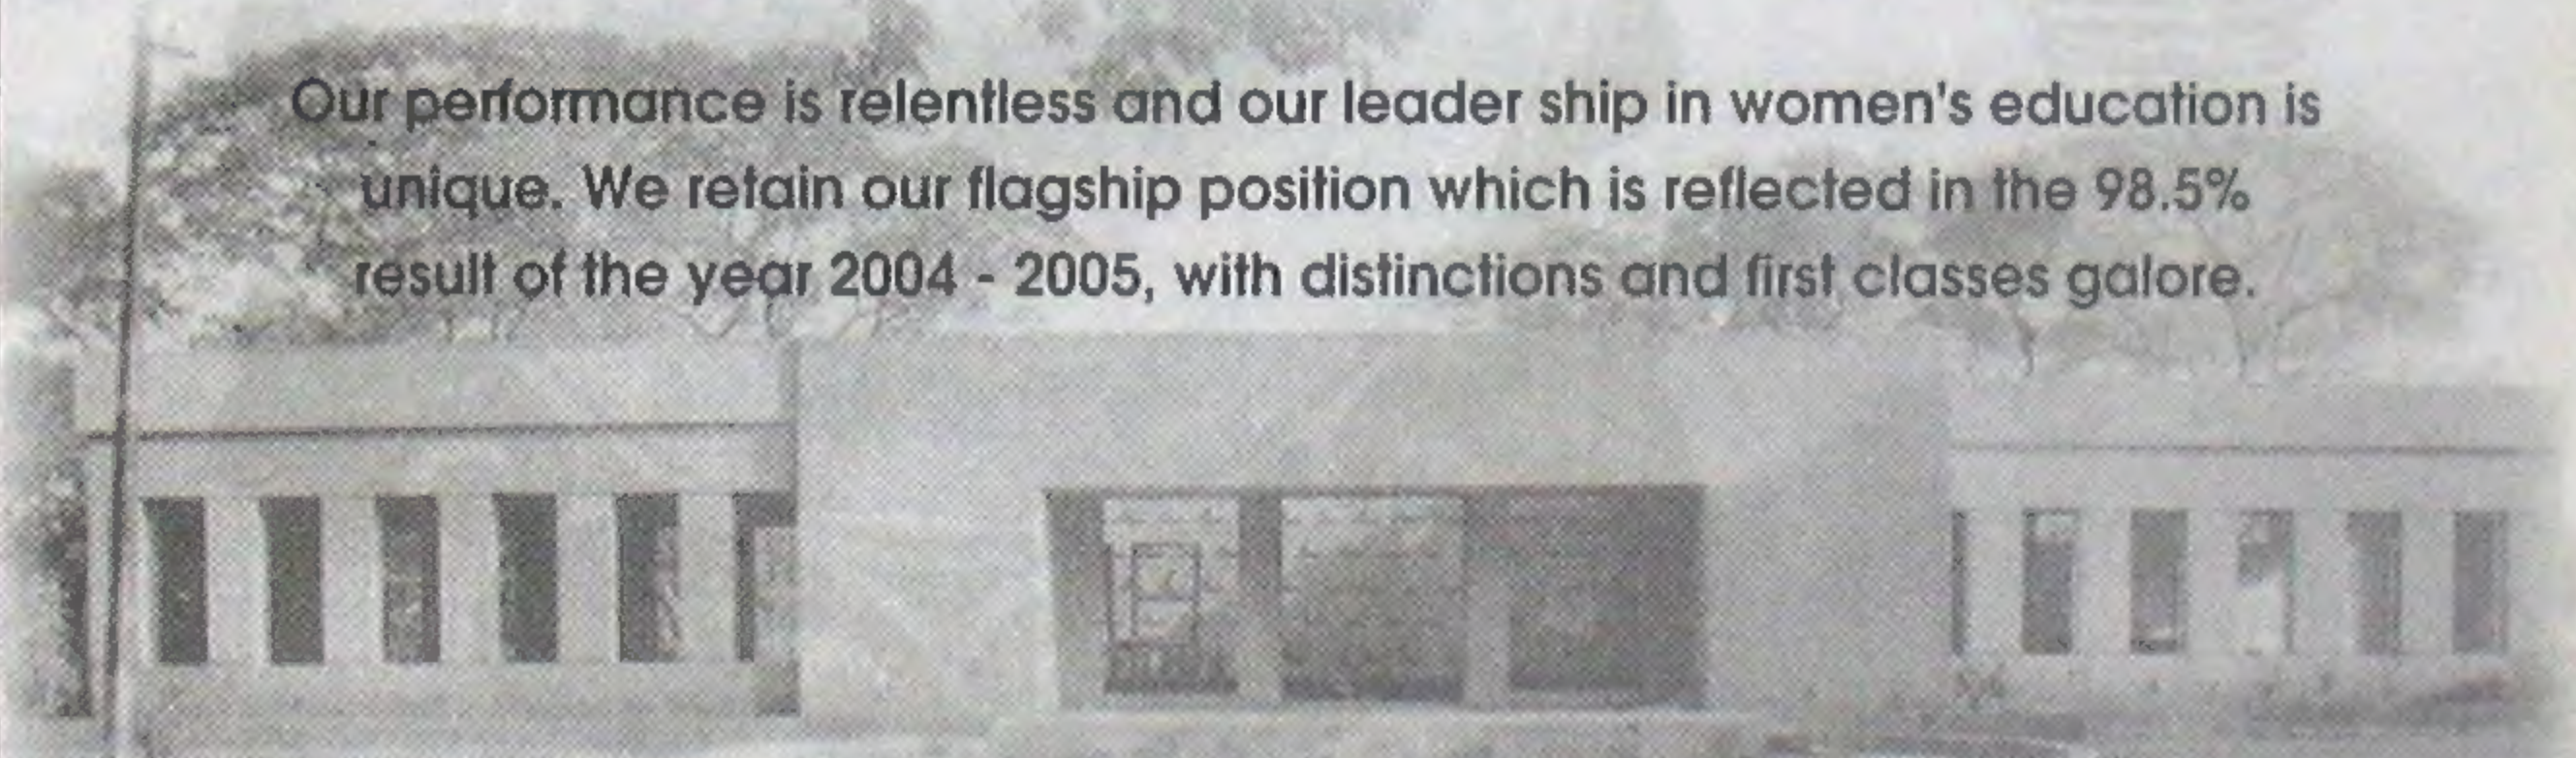 Our performance is relentless and our leader ship in women's education is
unique. We retain our flagship position which is reflected in the 98.5%
result of the year 2004 - 2005, with distinctions and first classes galore.